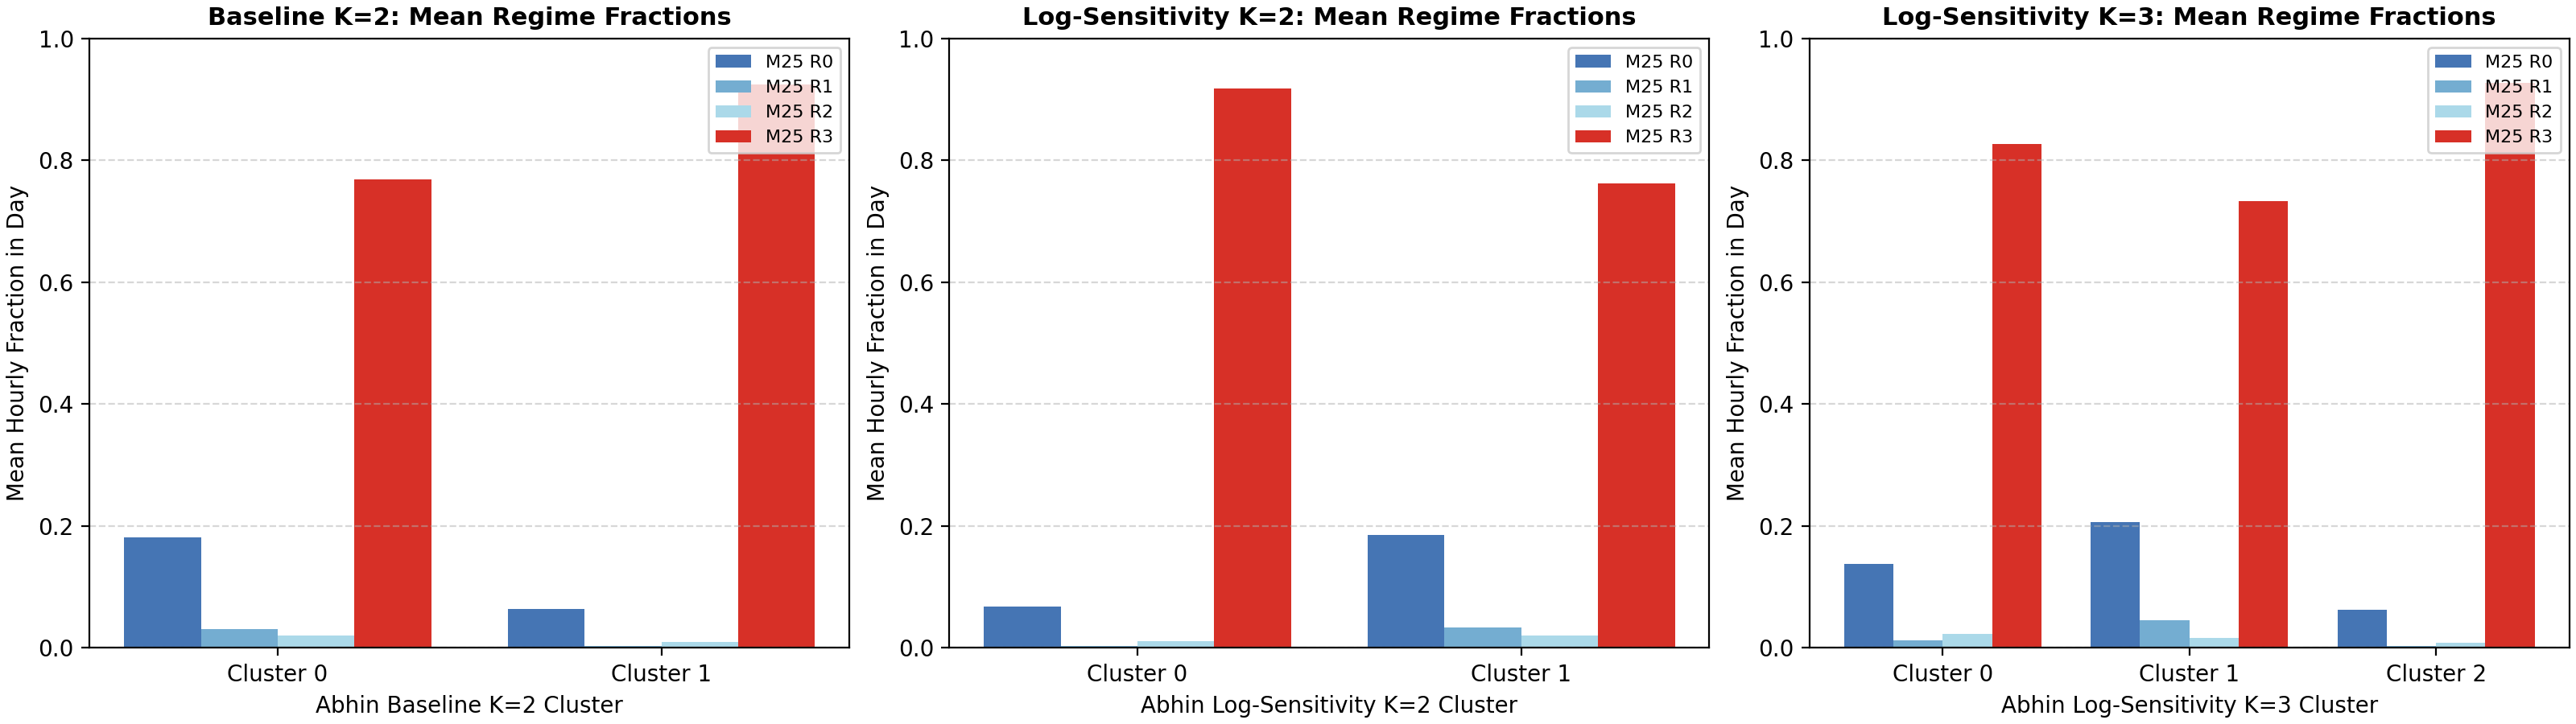 Baseline K=2: Mean Regime Fractions
Mean Hourly Fraction in Day
1.0
0.8
0.6
0.4
0.2
0.0
M25 R0
M25 R1
M25 R2
M25 R3
Cluster 0
Cluster 1
Abhin Baseline K=2 Cluster
Log-Sensitivity K=2: Mean Regime Fractions
Mean Hourly Fraction in Day
1.0
0.8
0.6
0.4
0.2
0.0
M25 R0
M25 R1
M25 R2
M25 R3
Cluster 0
Cluster 1
Abhin Log-Sensitivity K=2 Cluster
Log-Sensitivity K=3: Mean Regime Fractions
Mean Hourly Fraction in Day
1.0
0.8
0.6
0.4
0.2
0.0
M25 R0
M25 R1
M25 R2
M25 R3
Cluster 0
Cluster 1
Cluster 2
Abhin Log-Sensitivity K=3 Cluster